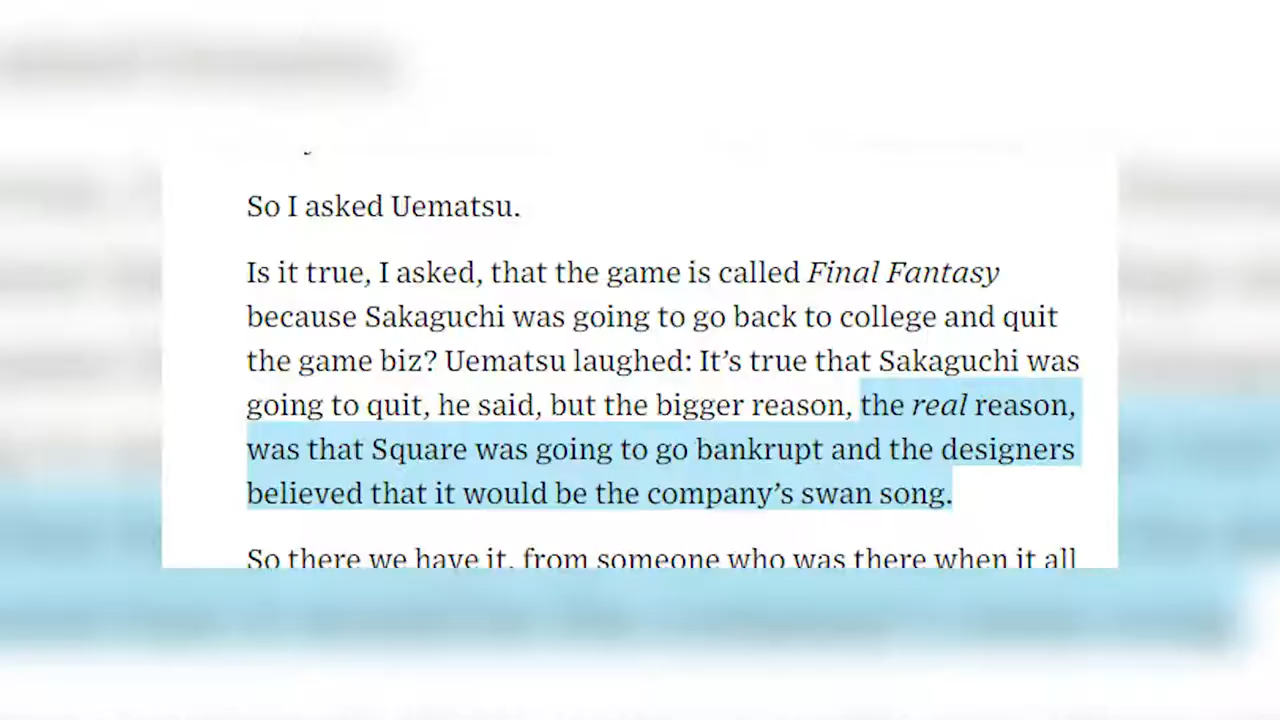 So I asked Uematsu.
Is it true, I asked, that the game is called Final Fantasy
because Sakaguchi was going to go back to college and quit
the game biz? Uematsu laughed: It’s true that Sakaguchi was
going to quit, he said, but the bigger reason, the real reason,
was that Square was going to go bankrupt and the designers
believed that it would be the company’s swan song.
So there we have it, from someone who was there when it all